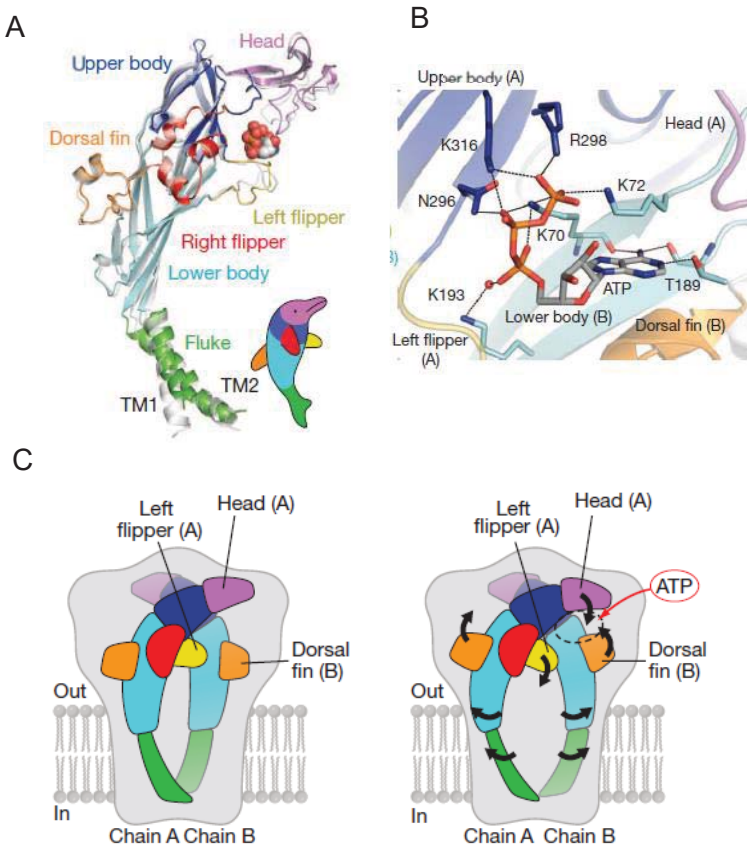 A
Head
Upper body
Dorsal fin
Left flipper
Right flipper
Lower body
Fluke
TM2
TM1
B
Upper body (A)
R298
Head (A)
K316
N296
K72
K70
ATP
T189
K193
Lower body (B)
Dorsal fin (B)
Left flipper
(A)
C
Left
flipper (A)
Head (A)
Dorsal
fin (B)
Out
In
Chain A Chain B
Left
flipper (A)
Head (A)
ATP
Dorsal
fin (B)
Out
In
Chain A Chain B